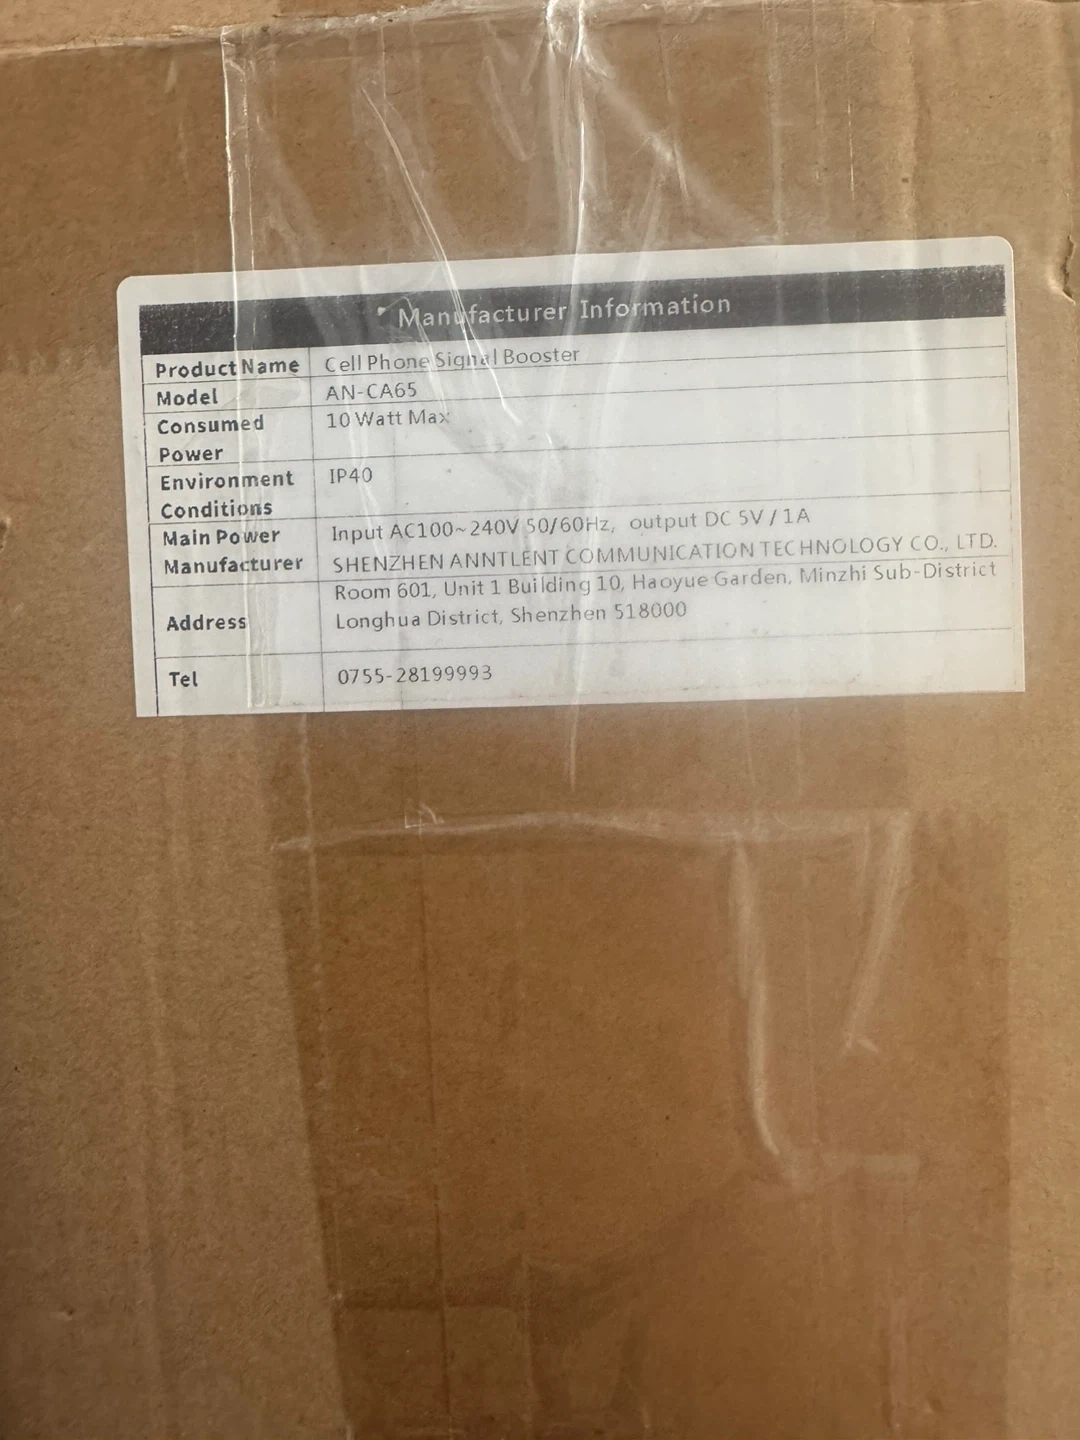 Manufacturer Information
Product Name Cell Phone Signal Booster
Model AN-CA65
Consumed Power 10 Watt Max
Environment Conditions IP40
Main Power Input AC100~240V 50/60Hz, output DC 5V / 1A
Manufacturer SHENZHEN ANNTLENT COMMUNICATION TECHNOLOGY CO., LTD.
Address Room 601, Unit 1 Building 10, Haoyue Garden, Minzhi Sub-District
Longhua District, Shenzhen 518000
Tel 0755-28199993